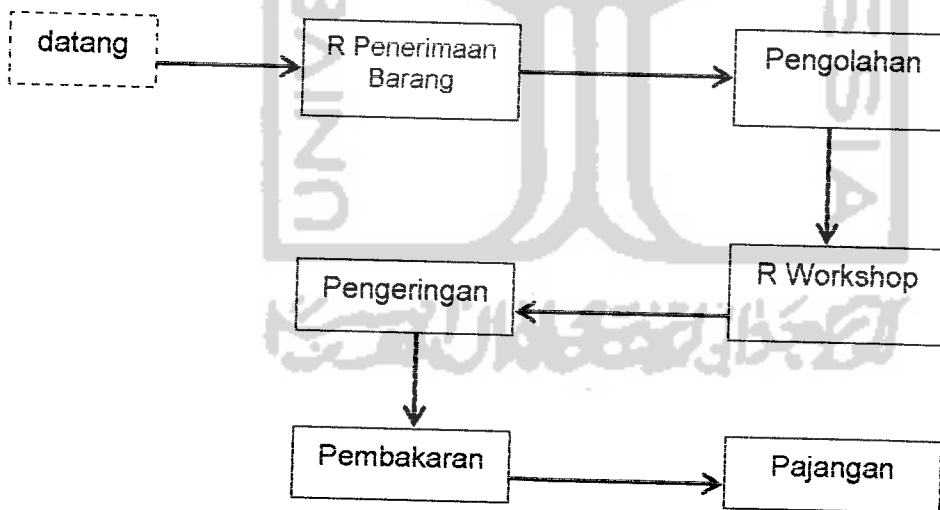 datang
R Penerimaan
Barang
Pengolahan
R Workshop
Pengeringan
Pembakaran
Pajangan